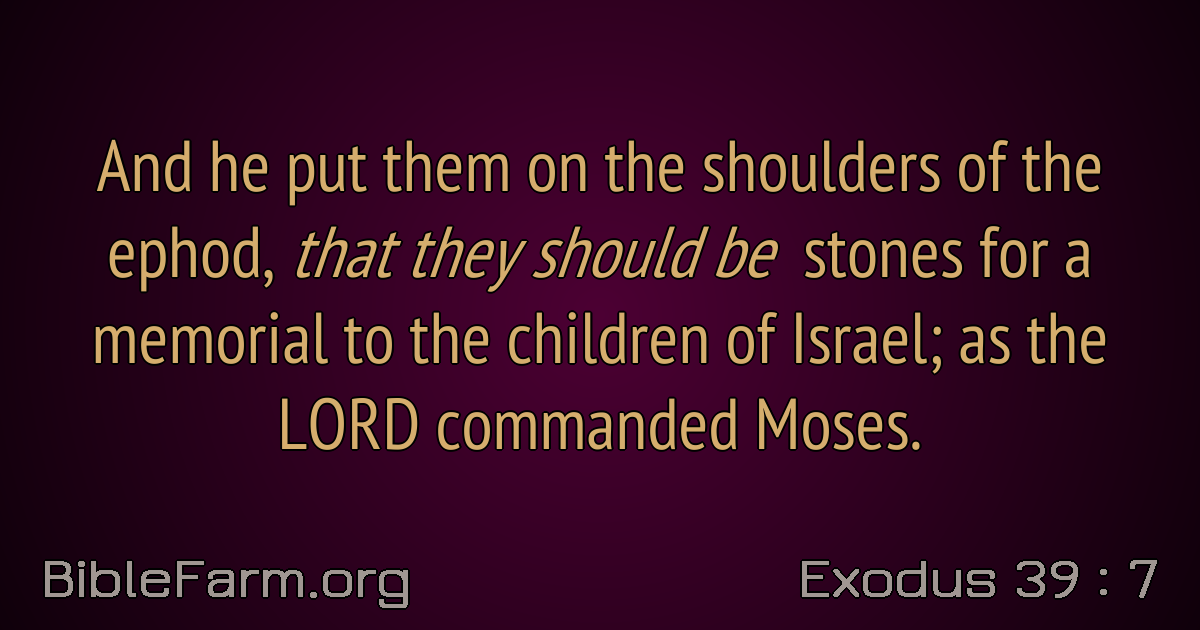 And he put them on the shoulders of the
ephod, that they should be stones for a
memorial to the children of Israel; as the
LORD commanded Moses.
BibleFarm.org
Exodus 39 : 7